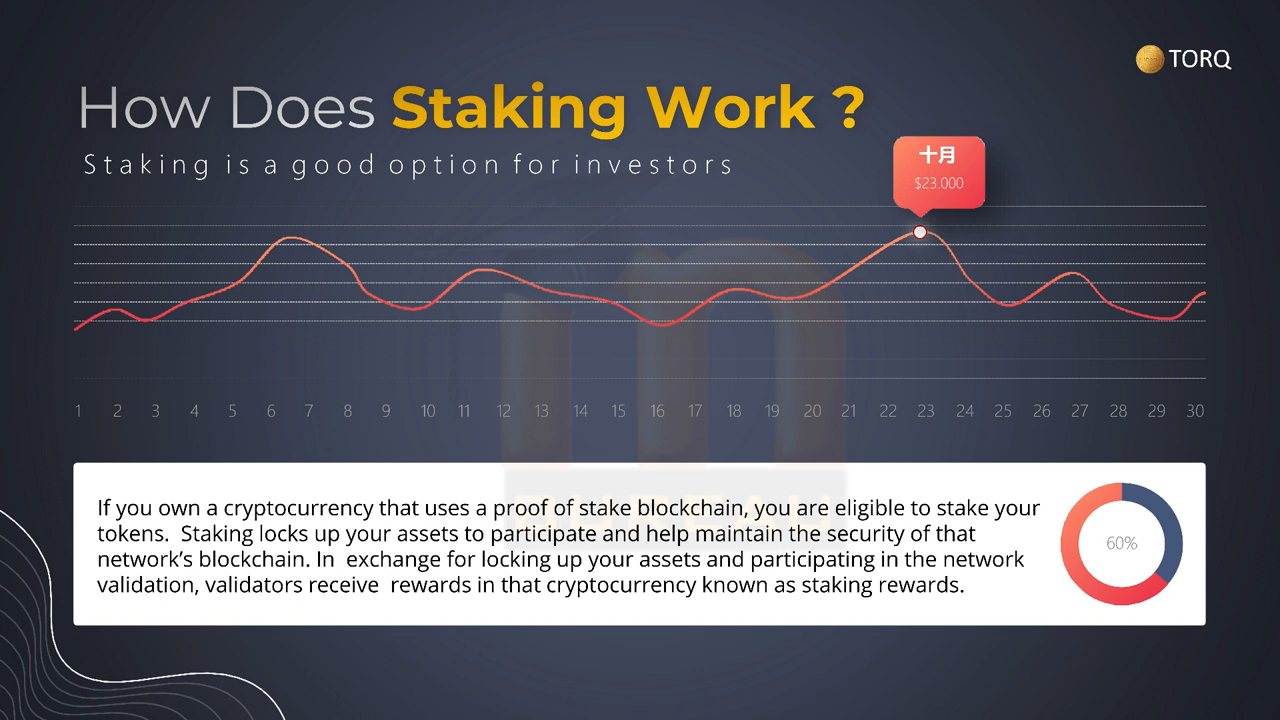 TORQ
How Does Staking Work ?
Staking is a good option for investors
十月
$23.000
1 2 3 4 5 6 7 8 9 10 11 12 13 14 15 16 17 18 19 20 21 22 23 24 25 26 27 28 29 30
If you own a cryptocurrency that uses a proof of stake blockchain, you are eligible to stake your
tokens.  Staking locks up your assets to participate and help maintain the security of that
network’s blockchain. In  exchange for locking up your assets and participating in the network
validation, validators receive  rewards in that cryptocurrency known as staking rewards.
60%